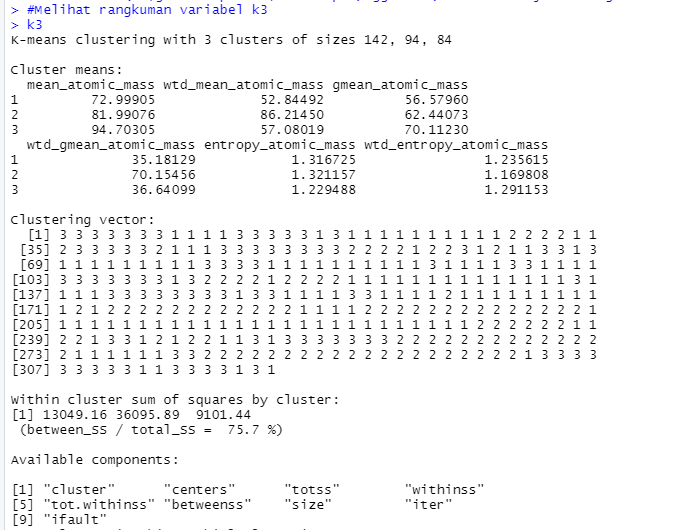 > #Melihat rangkuman variabel k3
> k3
K-means clustering with 3 clusters of sizes 142, 94, 84

Cluster means:
  mean_atomic_mass wtd_mean_atomic_mass gmean_atomic_mass
1         72.99905             52.84492          56.57960
2         81.99076             86.21450          62.44073
3         94.70305             57.08019          70.11230
  wtd_gmean_atomic_mass entropy_atomic_mass wtd_entropy_atomic_mass
1              35.18129            1.316725                1.235615
2              70.15456            1.321157                1.169808
3              36.64099            1.229488                1.291153

Clustering vector:
  [1] 3 3 3 3 3 3 3 1 1 1 1 3 3 3 3 3 1 3 1 1 1 1 1 1 1 1 1 1 2 2 2 2 1 1
 [35] 2 3 3 3 3 3 2 1 1 1 3 3 3 3 3 3 3 3 2 2 2 2 1 2 2 3 1 2 1 1 3 3 1 3
 [69] 1 1 1 1 1 1 1 1 1 3 3 3 3 1 1 1 1 1 1 1 1 1 1 3 1 1 1 1 3 3 1 1 1 1
[103] 3 3 3 3 3 3 3 1 3 2 2 2 2 1 2 2 2 2 1 1 1 1 1 1 1 1 1 1 1 1 1 1 3 1
[137] 1 1 1 3 3 3 3 3 3 3 3 1 3 3 1 1 1 1 3 3 1 1 1 1 2 1 1 1 1 1 1 1 1 1
[171] 1 2 1 2 2 2 2 2 2 2 2 2 2 2 1 1 1 1 2 2 2 2 2 2 2 2 2 2 2 2 2 2 2 1
[205] 1 1 1 1 1 1 1 1 1 1 1 1 1 1 1 1 1 1 1 1 1 1 2 2 2 2 2 2 1 1
[239] 2 2 1 3 3 1 2 1 2 2 1 1 3 1 3 3 3 3 3 3 3 2 2 2 2 2 2 2 2 2 2 2 2 1
[273] 2 1 1 1 1 1 1 3 3 2 2 2 2 2 2 2 2 2 2 2 2 2 2 2 2 2 2 1 3 3 3 3
[307] 3 3 3 3 3 1 1 3 3 3 3 1 3 1

Within cluster sum of squares by cluster:
[1] 13049.16 36095.89  9101.44
 (between_SS / total_SS =  75.7 %)

Available components:

[1] "cluster"      "centers"      "totss"        "withinss"
[5] "tot.withinss" "betweenss"    "size"         "iter"
[9] "ifault"